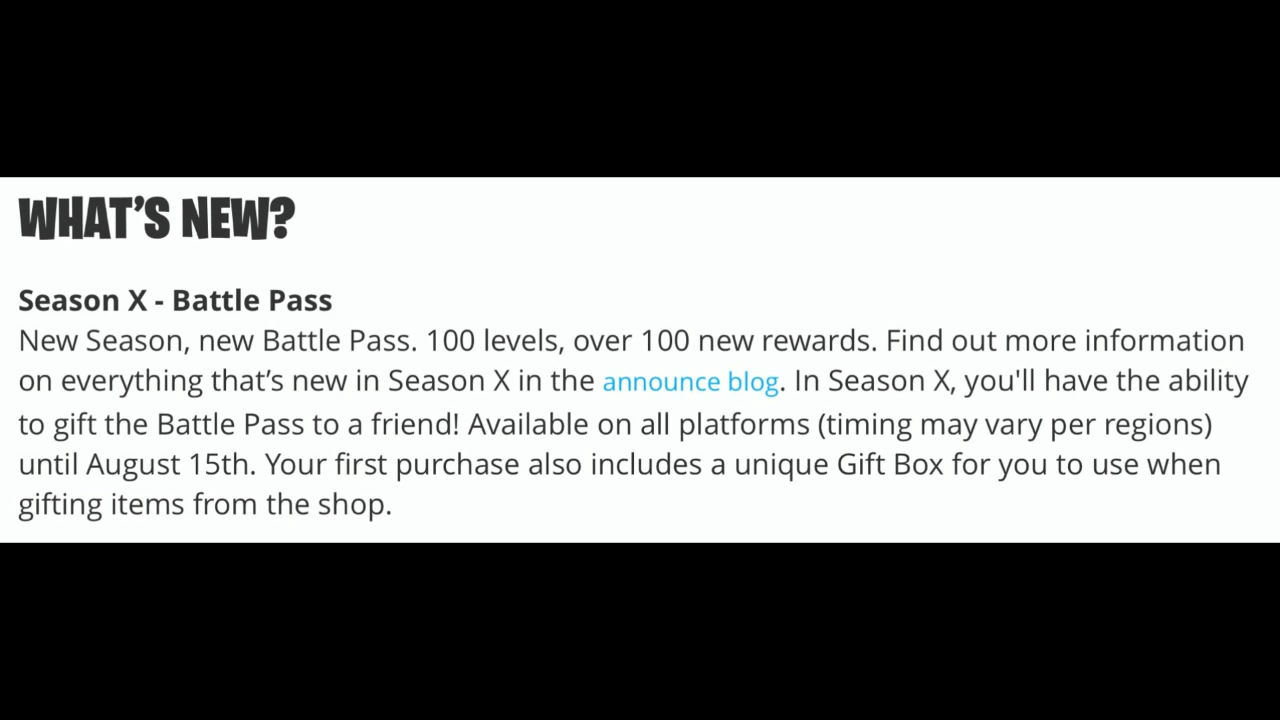 WHAT’S NEW?
Season X - Battle Pass
New Season, new Battle Pass. 100 levels, over 100 new rewards. Find out more information
on everything that’s new in Season X in the announce blog. In Season X, you'll have the ability
to gift the Battle Pass to a friend! Available on all platforms (timing may vary per regions)
until August 15th. Your first purchase also includes a unique Gift Box for you to use when
gifting items from the shop.